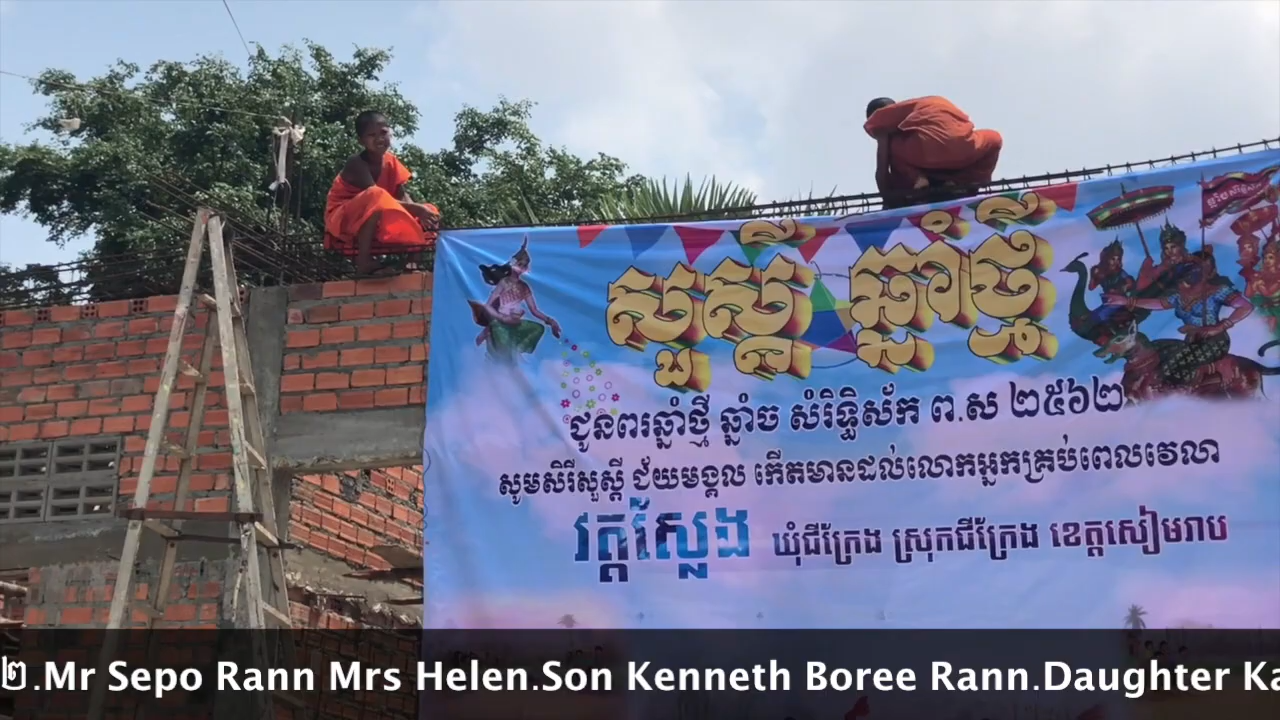 សួស្តី ឆ្នាំថ្មី
ជូនពរឆ្នាំថ្មី ឆ្នាំច សំរិទ្ធិស័ក ព.ស ២៥៦២
សូមសិរីសួស្តី ជ័យមង្គល កើតមានដល់លោកអ្នកគ្រប់ពេលវេលា
វត្តស្លែង ឃុំជីក្រែង ស្រុកជីក្រែង ខេត្តសៀមរាប
២.Mr Sepo Rann Mrs Helen.Son Kenneth Boree Rann.Daughter Ka